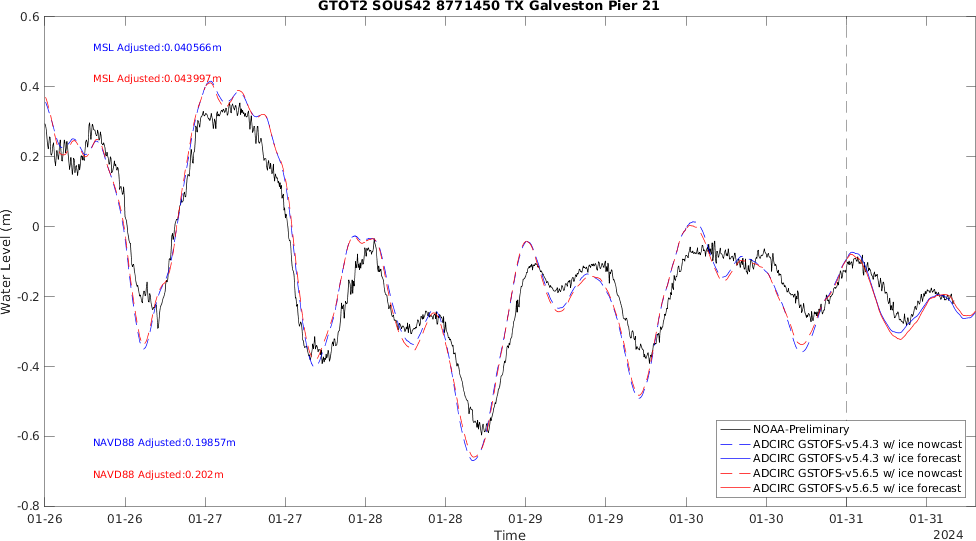 GTOT2 SOUS42 8771450 TX Galveston Pier 21
0.6
MSL Adjusted:0.040566m
MSL Adjusted:0.043997m
0.4
0.2
0
-0.2
-0.4
-0.6
-0.8
Water Level (m)
NAVD88 Adjusted:0.19857m
NAVD88 Adjusted:0.202m
NOAA-Preliminary
ADCIRC GSTOFS-v5.4.3 w/ ice nowcast
ADCIRC GSTOFS-v5.4.3 w/ ice forecast
ADCIRC GSTOFS-v5.6.5 w/ ice nowcast
ADCIRC GSTOFS-v5.6.5 w/ ice forecast
01-26 01-26 01-27 01-27 01-28 01-28 01-29 01-29 01-30 01-30 01-31 01-31
Time
2024